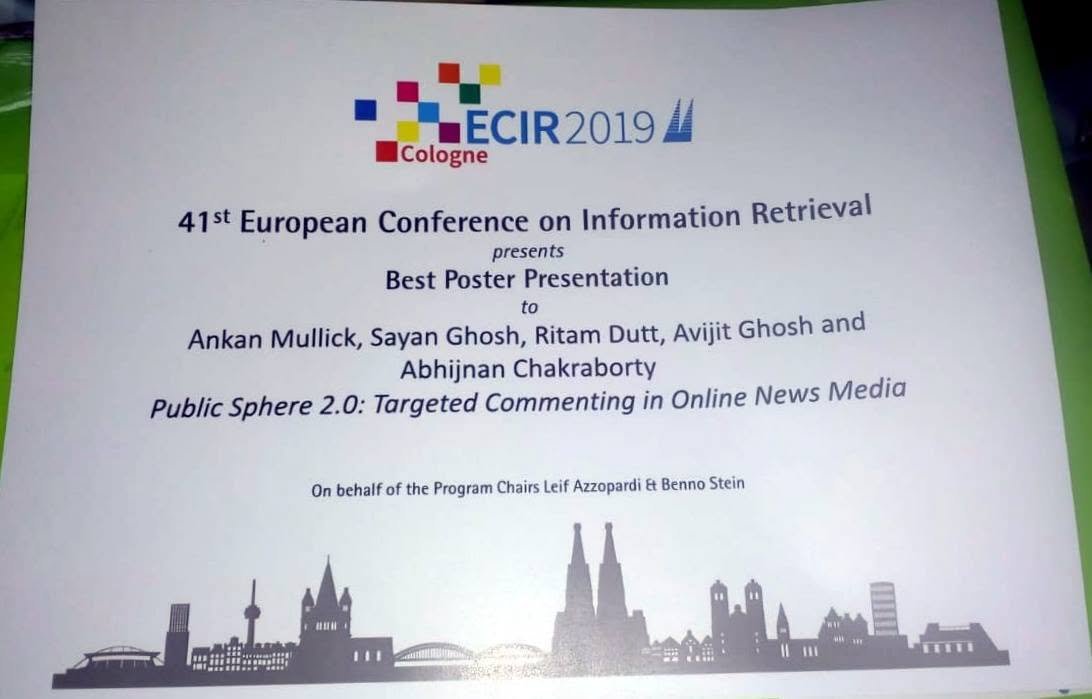 ECIR 2019
Cologne
41st European Conference on Information Retrieval
presents
Best Poster Presentation
to
Ankan Mullick, Sayan Ghosh, Ritam Dutt, Avijit Ghosh and
Abhijnan Chakraborty
Public Sphere 2.0: Targeted Commenting in Online News Media
On behalf of the Program Chairs Leif Azzopardi & Benno Stein